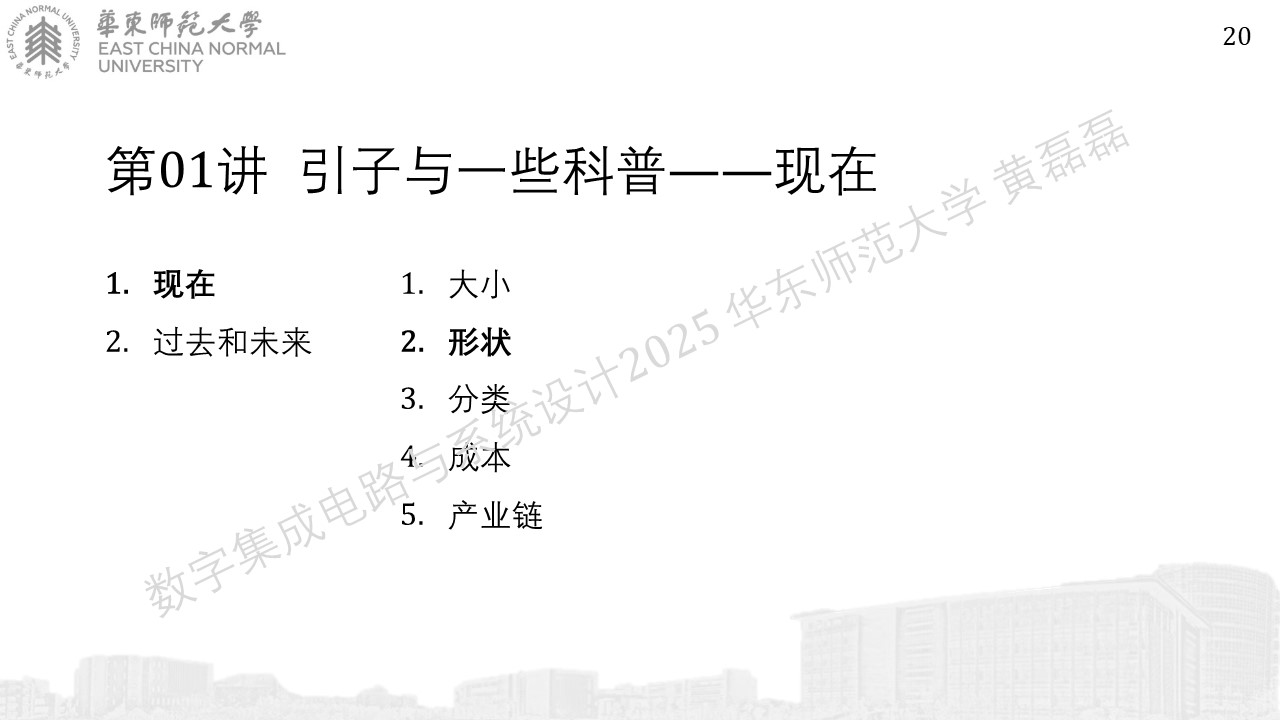 華東師範大學
EAST CHINA NORMAL
UNIVERSITY
EAST CHINA NORMAL UNIVERSITY
華東师范大学
20
第01讲 引子与一些科普——现在
1. 现在
2. 过去和未来
1. 大小
2. 形状
3. 分类
4. 成本
5. 产业链
数字集成电路与系统设计2025 华东师范大学 黄磊磊